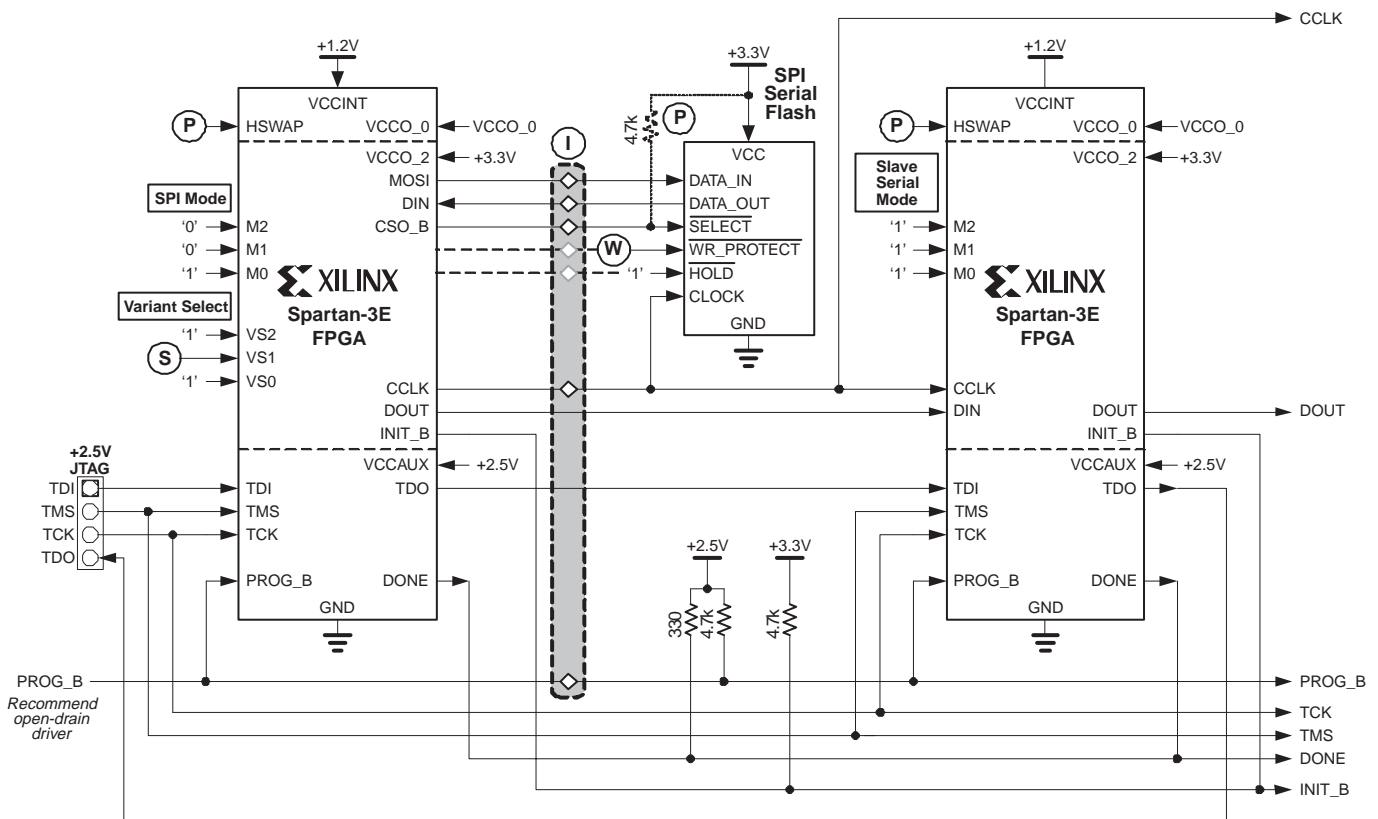 CCLK
+1.2V
+3.3V
SPI
Serial
Flash
+1.2V
VCCINT
P
HSWAP
VCCO_0
VCCO_0
I
4.7k
P
VCC
VCCINT
P
HSWAP
VCCO_0
VCCO_0
VCCO_2
+3.3V
MOSI
DATA_IN
Slave
Serial
Mode
VCCO_2
+3.3V
SPI Mode
DIN
DATA_OUT
'0'
M2
CSO_B
SELECT
'1'
M2
'0'
M1
W
WR_PROTECT
'1'
M1
'1'
M0
'1'
HOLD
'1'
M0
XILINX
CLOCK
XILINX
Variant Select
Spartan-3E
FPGA
GND
Spartan-3E
FPGA
'1'
VS2
S
VS1
'1'
VS0
CCLK
CCLK
DOUT
DIN
DOUT
DOUT
INIT_B
INIT_B
+2.5V
JTAG
VCCAUX
+2.5V
VCCAUX
+2.5V
TDI
TDI
TDO
TDI
TDO
TMS
TMS
TMS
TCK
TCK
TCK
TDO
+2.5V
+3.3V
PROG_B
DONE
PROG_B
DONE
GND
330
4.7k
4.7k
GND
PROG_B
Recommend
open-drain
driver
PROG_B
TCK
TMS
DONE
INIT_B